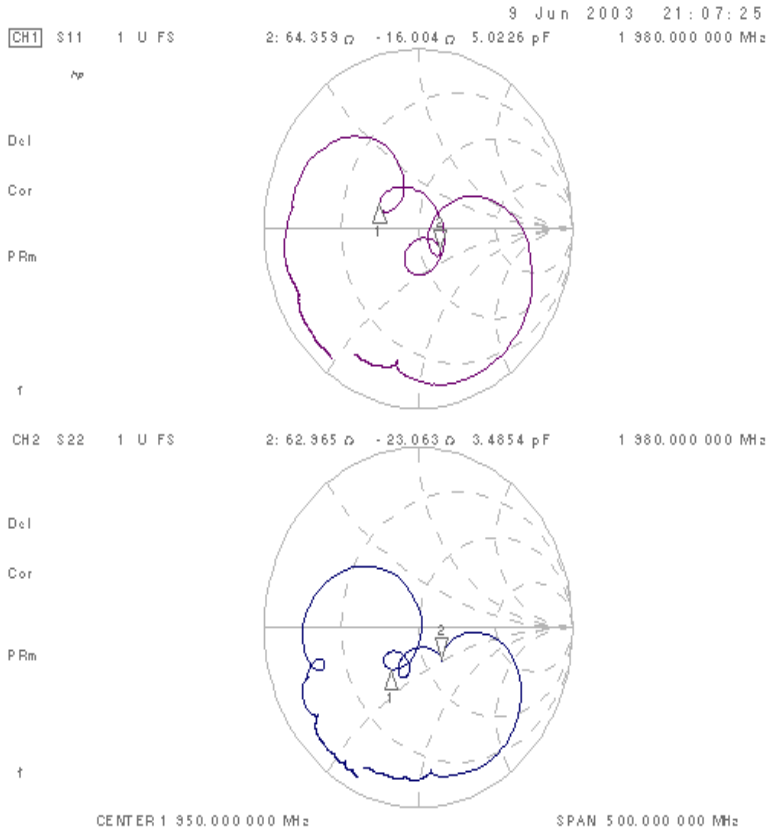 9 Jun 2003 21:07:25
CH1 S11 1 U FS 2: 64.359 Ω -16.004 Ω 5.0226 pF 1 980.000 000 MHz
hp
Del
Cor
PRm
1
2
↑
CH2 S22 1 U FS 2: 62.965 Ω -23.063 Ω 3.4854 pF 1 980.000 000 MHz
Del
Cor
2
PRm
1
↑
CENTER 1 950.000 000 MHz SPAN 500.000 000 MHz